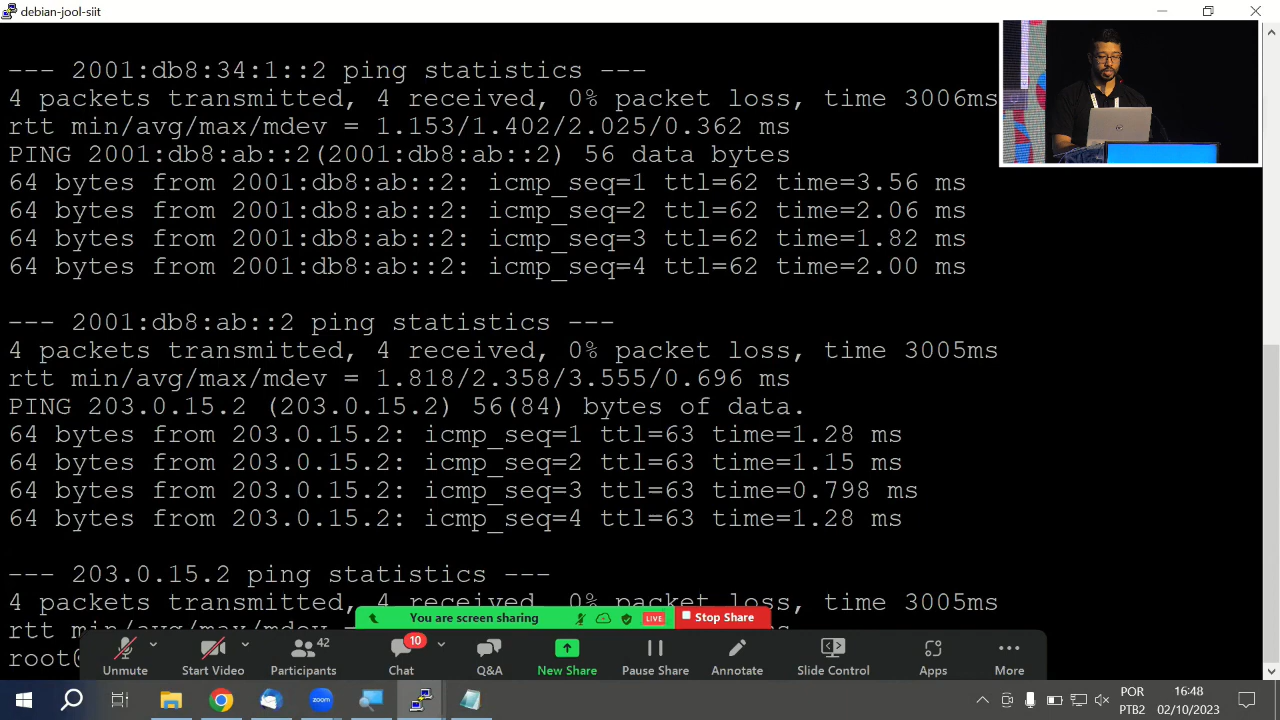 debian-jool-siit
--- 2001:db8:34:1::2 ping statistics ---
4 packets transmitted, 4 received, 0% packet loss, time 3006ms
rtt min/avg/max/mdev = /2.025/0.362 ms
PING 2001:db8:ab::2(2001:db8:ab::2) 56 data bytes
64 bytes from 2001:db8:ab::2: icmp_seq=1 ttl=62 time=3.56 ms
64 bytes from 2001:db8:ab::2: icmp_seq=2 ttl=62 time=2.06 ms
64 bytes from 2001:db8:ab::2: icmp_seq=3 ttl=62 time=1.82 ms
64 bytes from 2001:db8:ab::2: icmp_seq=4 ttl=62 time=2.00 ms
--- 2001:db8:ab::2 ping statistics ---
4 packets transmitted, 4 received, 0% packet loss, time 3005ms
rtt min/avg/max/mdev = 1.818/2.358/3.555/0.696 ms
PING 203.0.15.2 (203.0.15.2) 56(84) bytes of data.
64 bytes from 203.0.15.2: icmp_seq=1 ttl=63 time=1.28 ms
64 bytes from 203.0.15.2: icmp_seq=2 ttl=63 time=1.15 ms
64 bytes from 203.0.15.2: icmp_seq=3 ttl=63 time=0.798 ms
64 bytes from 203.0.15.2: icmp_seq=4 ttl=63 time=1.28 ms
--- 203.0.15.2 ping statistics ---
4 packets transmitted, 4 received, 0% packet loss, time 3005ms
You are screen sharing LIVE Stop Share
rtt min/avg/max/mdev = ms
root@
Unmute Start Video Participants 42 Chat 10 Q&A New Share Pause Share Annotate Slide Control Apps More
zoom
POR 16:48
PTB2 02/10/2023